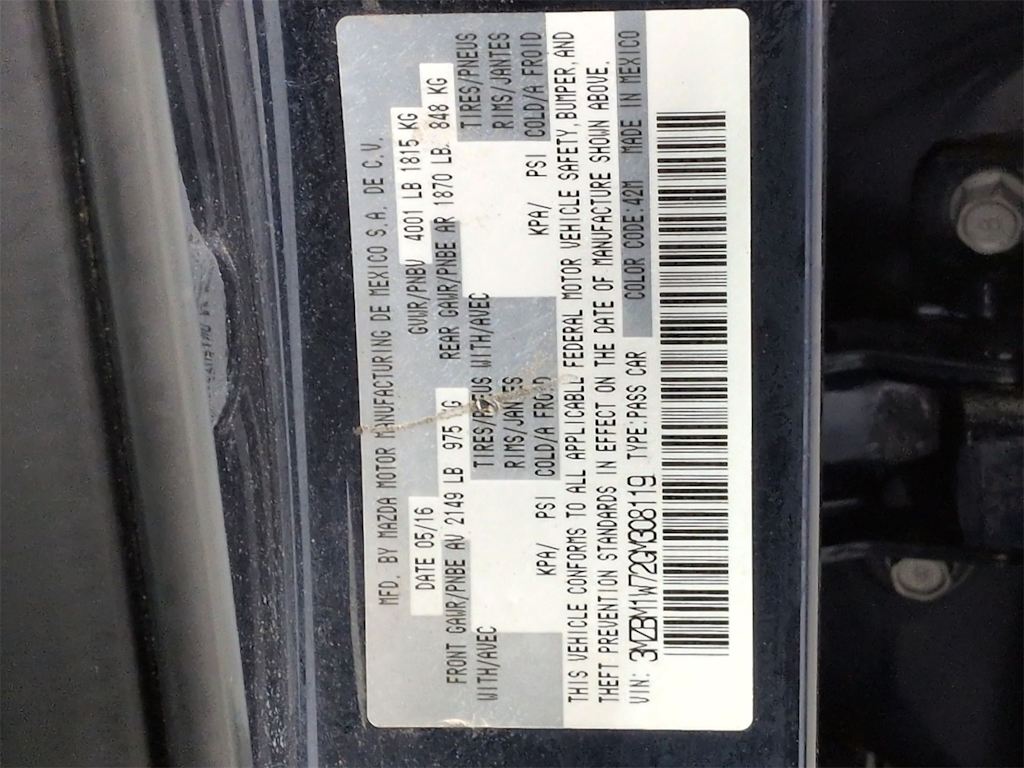 MFD. BY MAZDA MOTOR MANUFACTURING DE MEXICO S.A. DE C.V.
DATE 05/16 GVWR/PNBV 4001 LB 1815 KG
FRONT GAWR/PNBE AV 2149 LB 975 KG REAR GAWR/PNBE AR 1870 LB. 848 KG
WITH/AVEC TIRES/PNEUS WITH/AVEC TIRES/PNEUS
RIMS/JANTES RIMS/JANTES
KPA/ PSI COLD/A FROID KPA/ PSI COLD/A FROID
THIS VEHICLE CONFORMS TO ALL APPLICABLE FEDERAL MOTOR VEHICLE SAFETY, BUMPER, AND
THEFT PREVENTION STANDARDS IN EFFECT ON THE DATE OF MANUFACTURE SHOWN ABOVE.
VIN: 3MZBM1W72GM308119 TYPE:PASS CAR COLOR CODE:42M MADE IN MEXICO
8